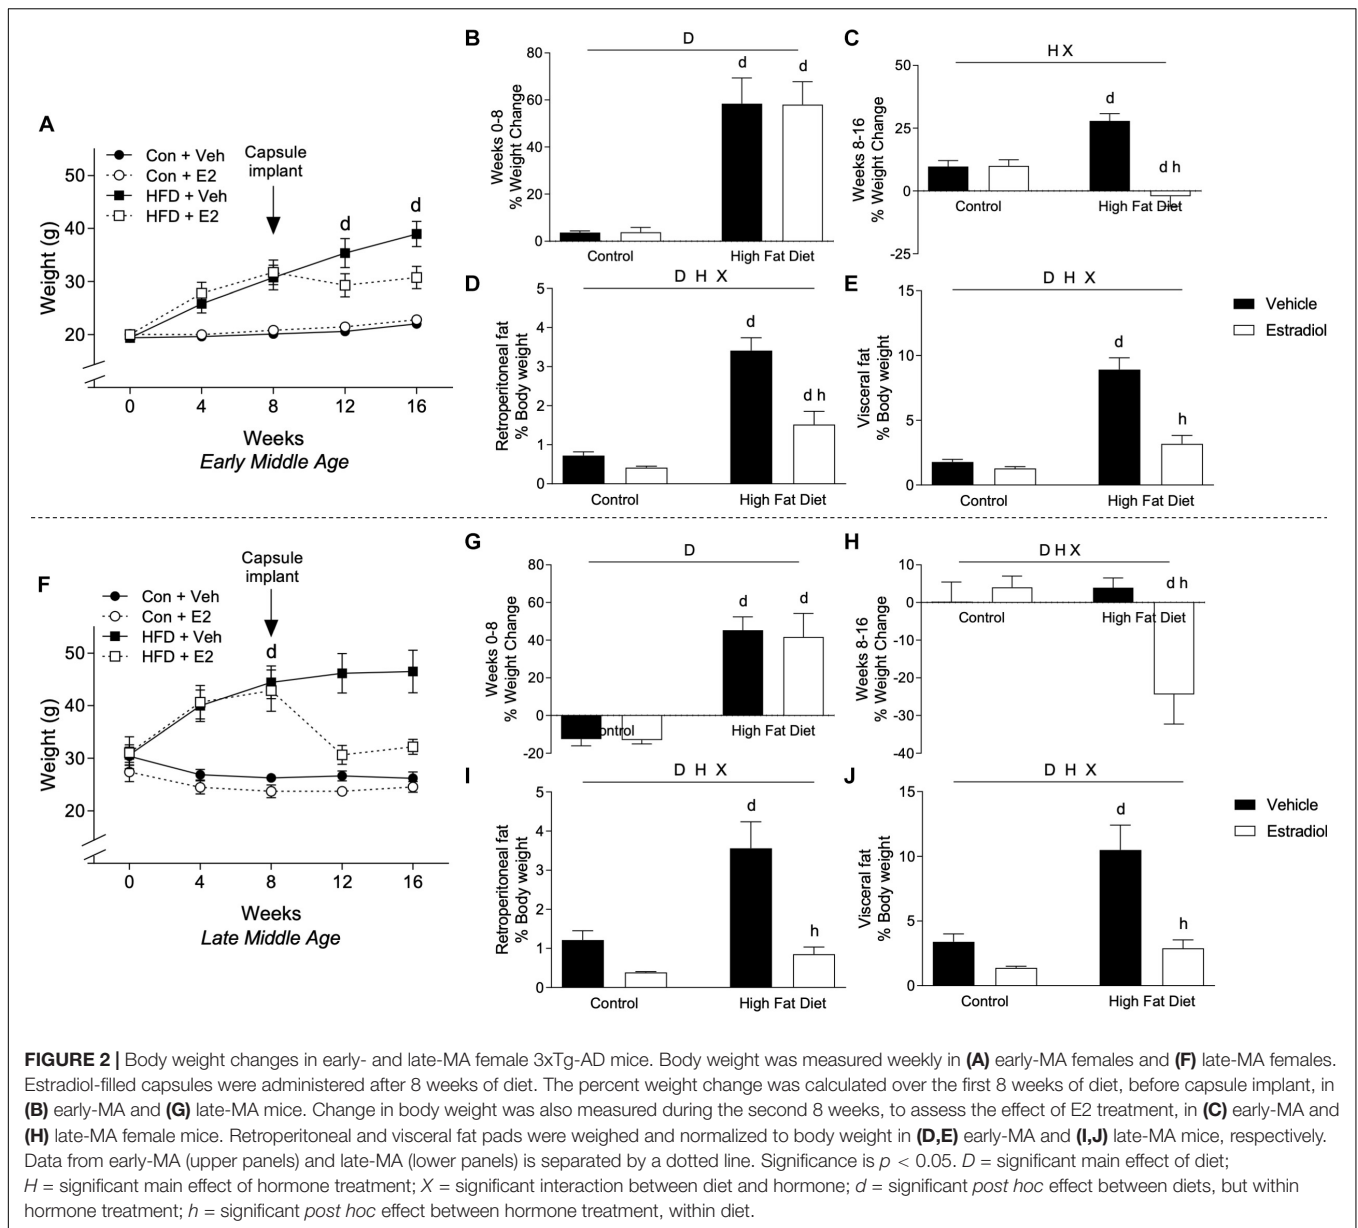 A
Con + Veh
Con + E2
HFD + Veh
HFD + E2
Capsule
implant
d
d
Weight (g)
50
40
30
20
0 4 8 12 16
Weeks
Early Middle Age
B
D
Weeks 0-8
% Weight Change
80
60
40
20
0
d d
Control High Fat Diet
C
H X
Weeks 8-16
% Weight Change
50
25
0
-25
d
d h
Control High Fat Diet
D
D H X
Retroperitoneal fat
% Body weight
5
4
3
2
1
0
d
d h
Control High Fat Diet
E
D H X
Visceral fat
% Body weight
15
10
5
0
d
h
Control High Fat Diet
Vehicle
Estradiol
F
Con + Veh
Con + E2
HFD + Veh
HFD + E2
Capsule
implant
d
Weight (g)
50
40
30
20
0 4 8 12 16
Weeks
Late Middle Age
G
D
Weeks 0-8
% Weight Change
80
60
40
20
0
-20
d d
Control High Fat Diet
H
D H X
Weeks 8-16
% Weight Change
10
0
-10
-20
-30
-40
d h
Control High Fat Diet
I
D H X
Retroperitoneal fat
% Body weight
5
4
3
2
1
0
d
h
Control High Fat Diet
J
D H X
Visceral fat
% Body weight
15
10
5
0
d
h
Control High Fat Diet
Vehicle
Estradiol
FIGURE 2 | Body weight changes in early- and late-MA female 3xTg-AD mice. Body weight was measured weekly in (A) early-MA females and (F) late-MA females.
Estradiol-filled capsules were administered after 8 weeks of diet. The percent weight change was calculated over the first 8 weeks of diet, before capsule implant, in
(B) early-MA and (G) late-MA mice. Change in body weight was also measured during the second 8 weeks, to assess the effect of E2 treatment, in (C) early-MA and
(H) late-MA female mice. Retroperitoneal and visceral fat pads were weighed and normalized to body weight in (D,E) early-MA and (I,J) late-MA mice, respectively.
Data from early-MA (upper panels) and late-MA (lower panels) is separated by a dotted line. Significance is p < 0.05. D = significant main effect of diet;
H = significant main effect of hormone treatment; X = significant interaction between diet and hormone; d = significant post hoc effect between diets, but within
hormone treatment; h = significant post hoc effect between hormone treatment, within diet.